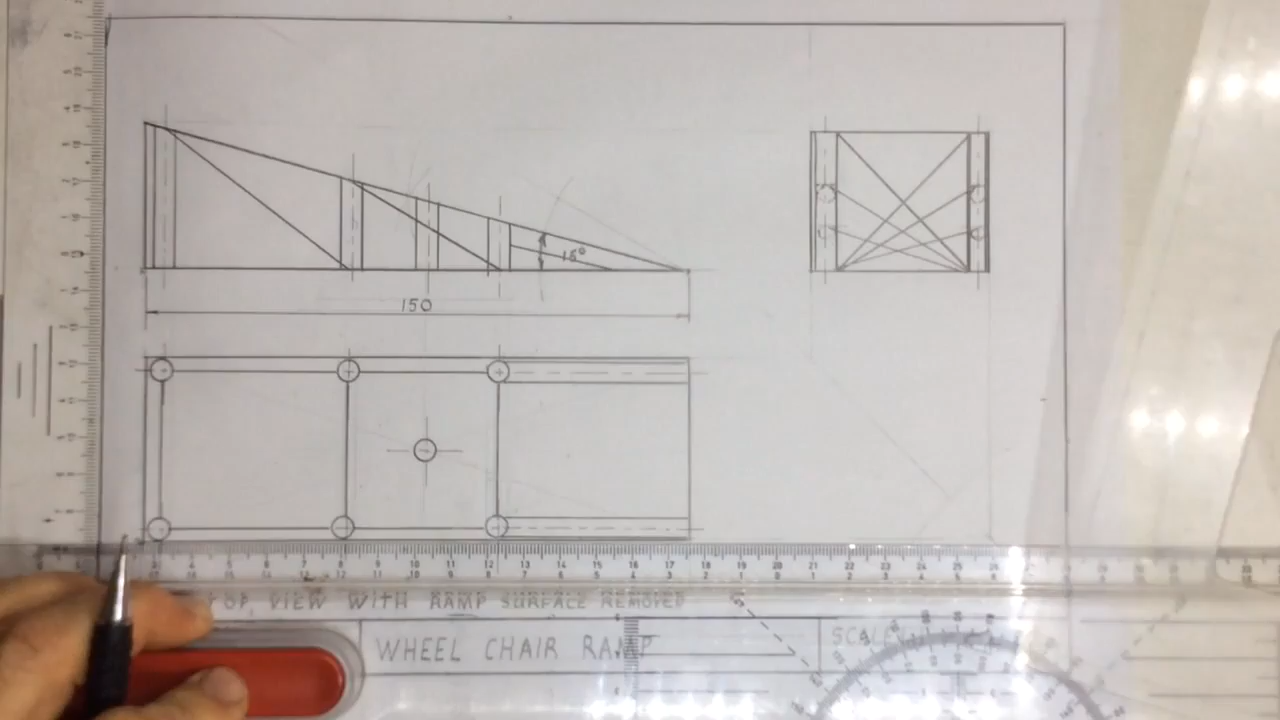 15°
150
TOP VIEW WITH RAMP SURFACE REMOVED
WHEEL CHAIR RAMP
SCALE